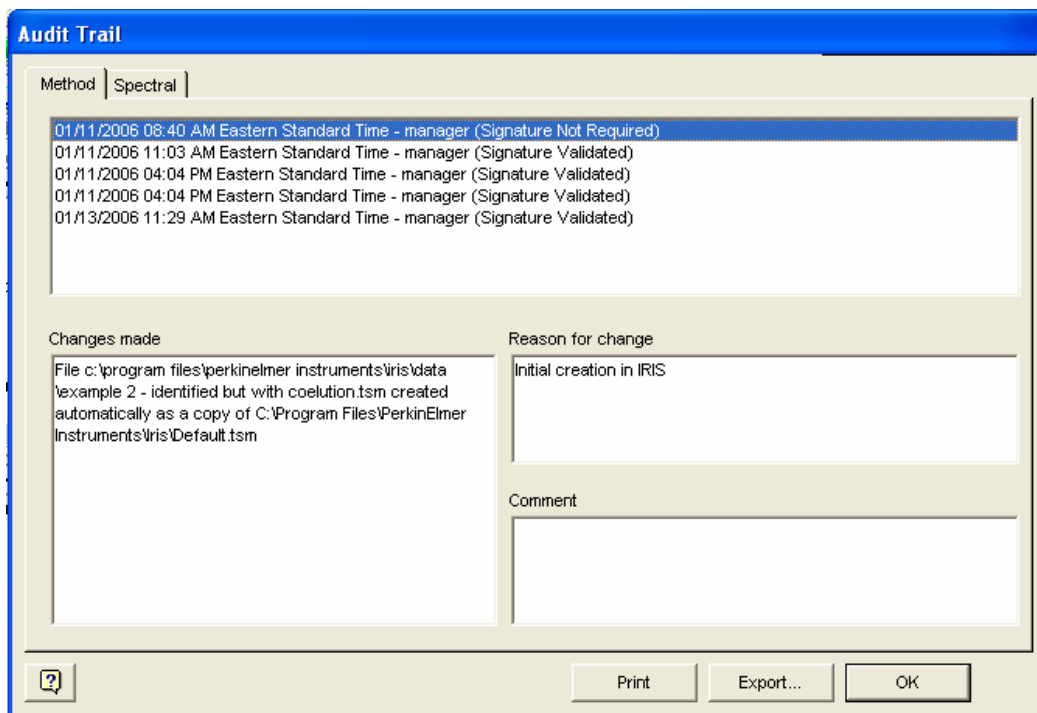 Audit Trail
Method
Spectral
01/11/2006 08:40 AM Eastern Standard Time - manager (Signature Not Required)
01/11/2006 11:03 AM Eastern Standard Time - manager (Signature Validated)
01/11/2006 04:04 PM Eastern Standard Time - manager (Signature Validated)
01/11/2006 04:04 PM Eastern Standard Time - manager (Signature Validated)
01/13/2006 11:29 AM Eastern Standard Time - manager (Signature Validated)
Changes made
File c:\program files\perkinelmer instruments\iris\data
\example 2 - identified but with coelution.tsm created
automatically as a copy of C:\Program Files\PerkinElmer
Instruments\Iris\Default.tsm
Reason for change
Initial creation in IRIS
Comment
?
Print
Export...
OK